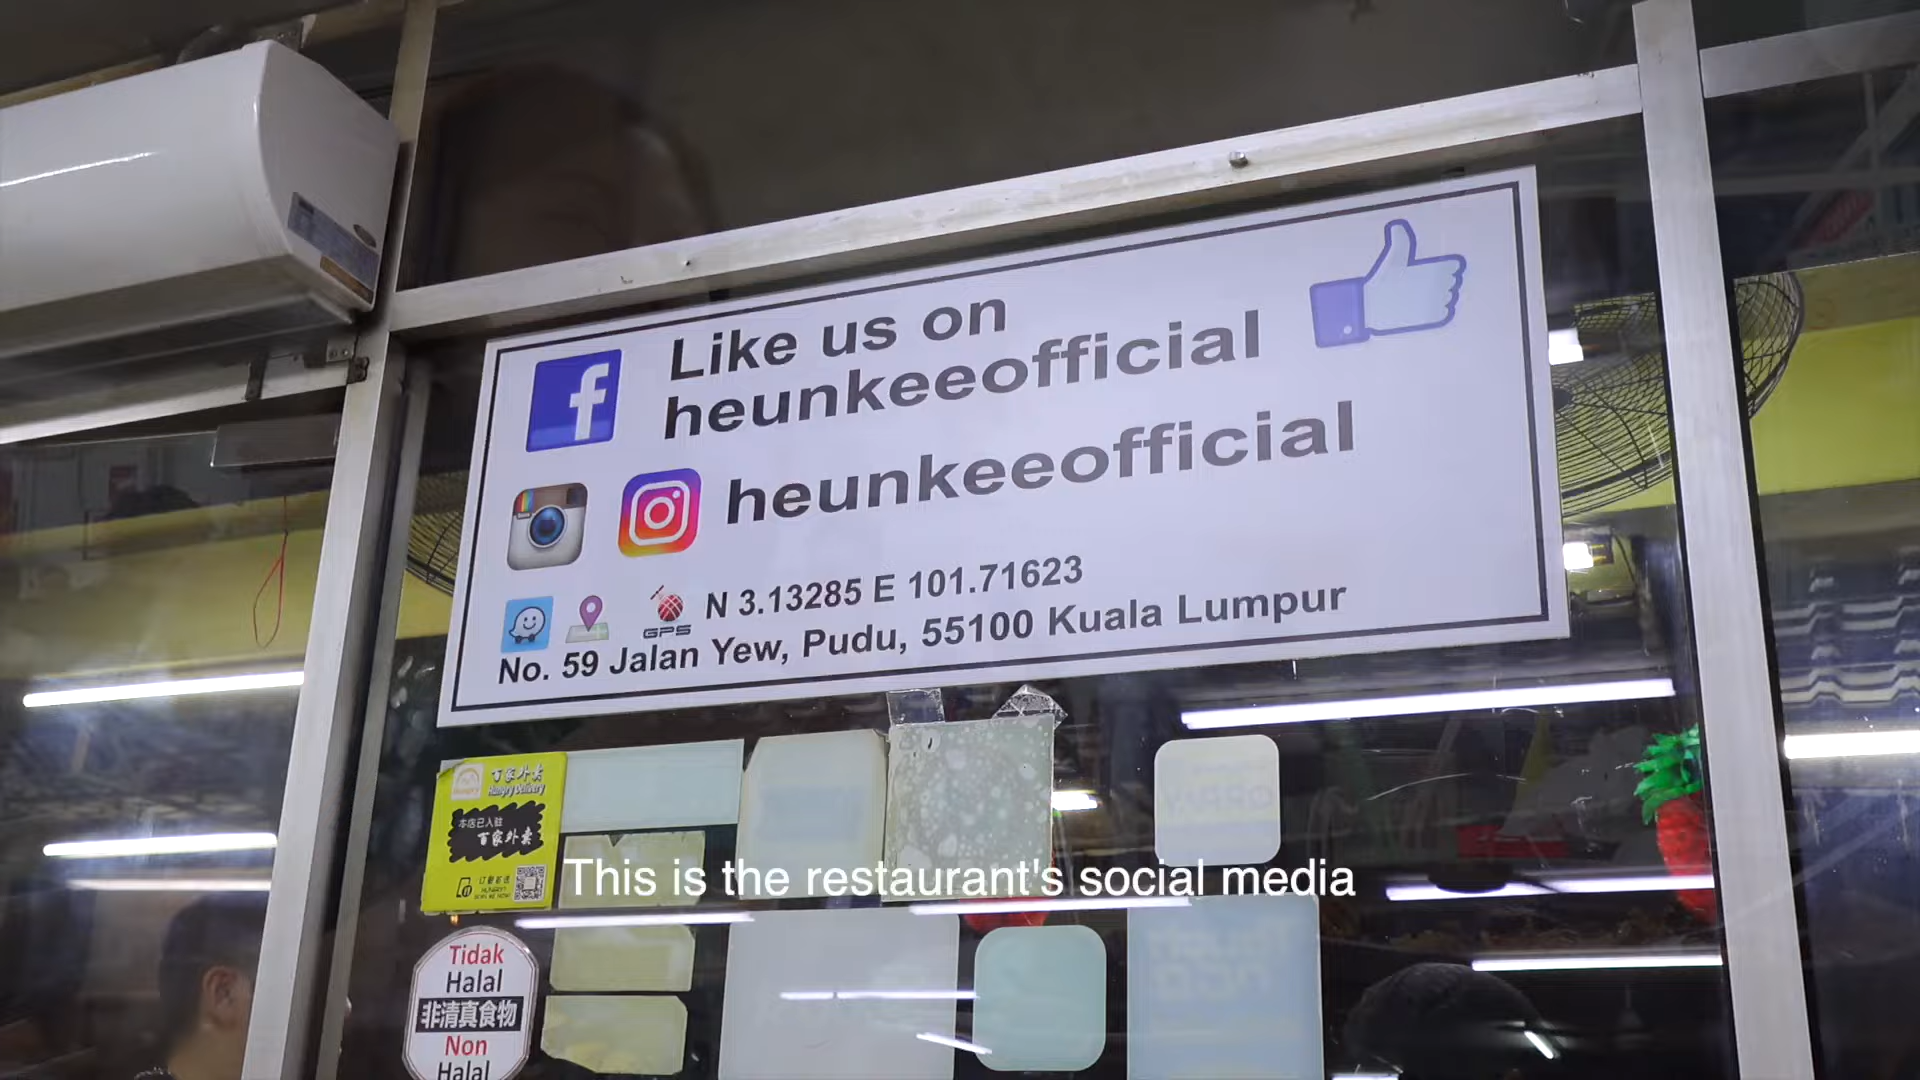 Like us on
heunkeeofficial
heunkeeofficial
GPS
N 3.13285 E 101.71623
No. 59 Jalan Yew, Pudu, 55100 Kuala Lumpur
百家外卖
Hungry Delivery
本店已入驻
百家外卖
This is the restaurant's social media
Tidak
Halal
非清真食物
Non
Halal